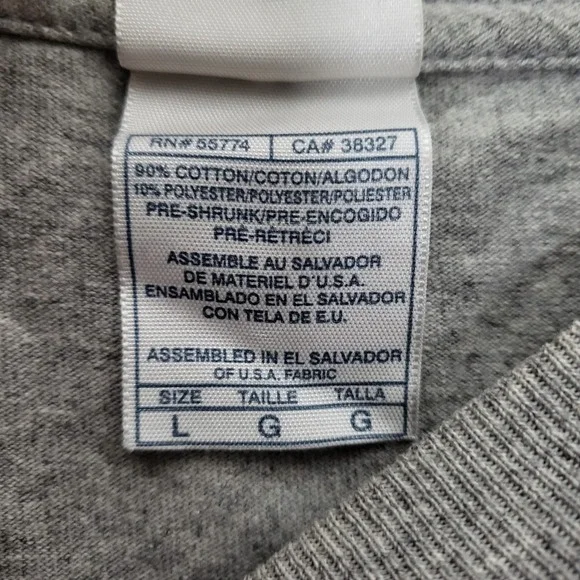 RN# 55774 CA# 38327
90% COTTON/COTON/ALGODON
10% POLYESTER/POLYESTER/POLIESTER
PRE-SHRUNK/PRE-ENCOGIDO
PRÉ-RÉTRÉCI
ASSEMBLE AU SALVADOR
DE MATERIEL D'U.S.A.
ENSAMBLADO EN EL SALVADOR
CON TELA DE E.U.
ASSEMBLED IN EL SALVADOR
OF U.S.A. FABRIC
SIZE TAILLE TALLA
L G G